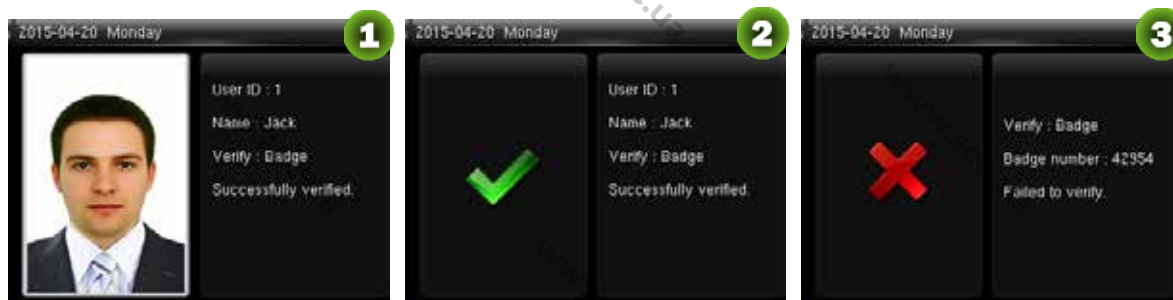 2015-04-20 Monday
1
User ID : 1
Name : Jack
Verify : Badge
Successfully verified.
2015-04-20 Monday
2
User ID : 1
Name : Jack
Verify : Badge
Successfully verified.
2015-04-20 Monday
3
Verify : Badge
Badge number : 42954
Failed to verify.